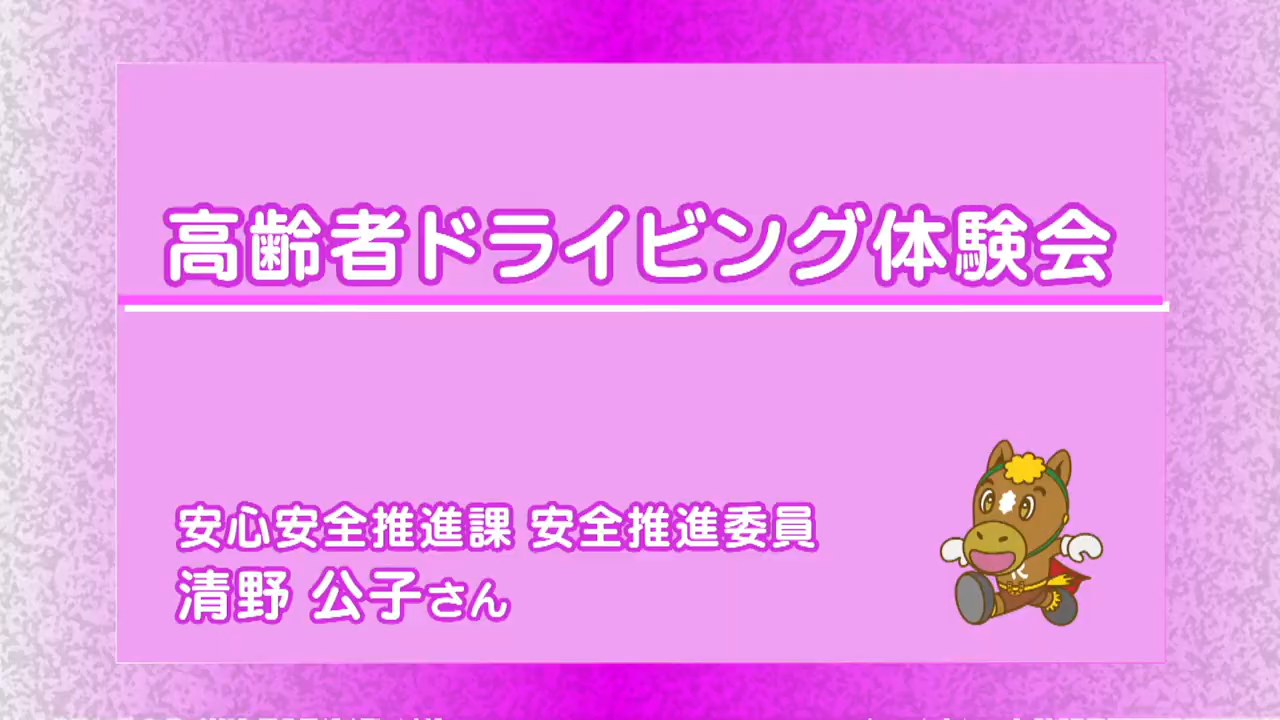 高齢者ドライビング体験会
安心安全推進課 安全推進委員
清野 公子さん